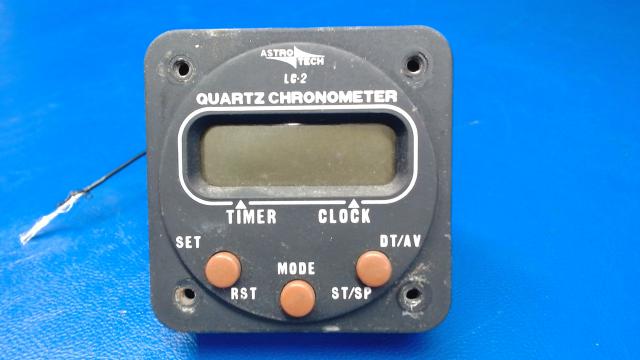 ASTRO TECH
LC-2
QUARTZ CHRONOMETER
TIMER CLOCK
SET DT/AV
MODE
RST ST/SP